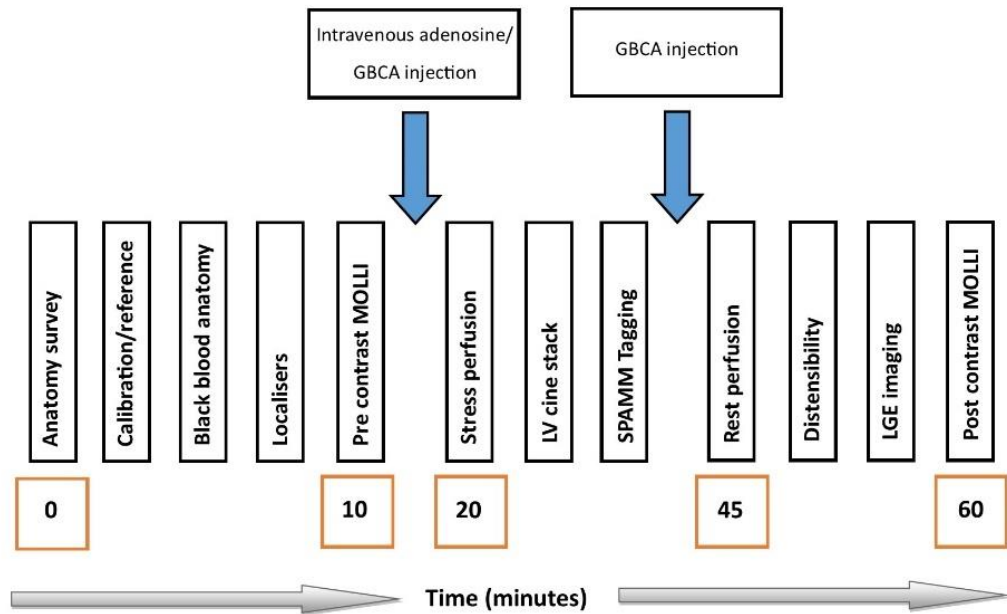 Intravenous adenosine/
GBCA injection
GBCA injection
Anatomy survey
Calibration/reference
Black blood anatomy
Localisers
Pre contrast MOLLI
Stress perfusion
LV cine stack
SPAMM Tagging
Rest perfusion
Distensibility
LGE imaging
Post contrast MOLLI
0
10
20
45
60
Time (minutes)